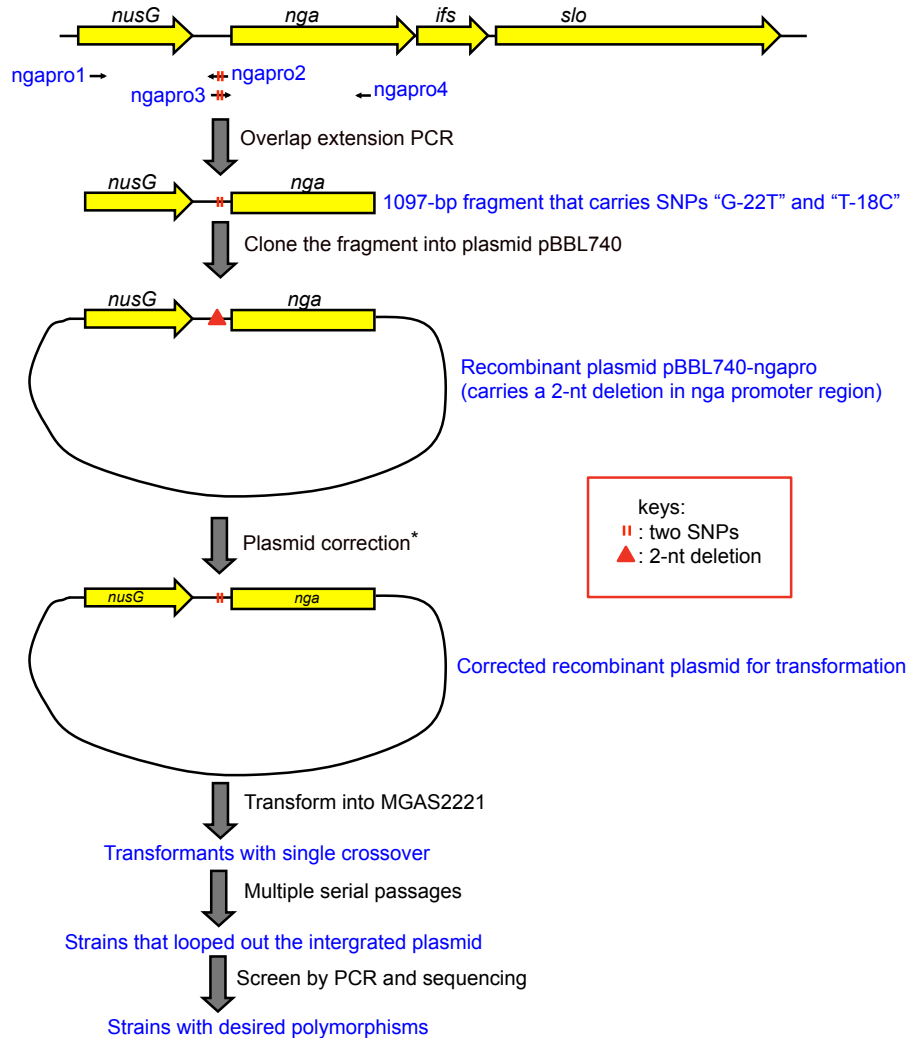 nusG nga ifs slo
ngapro1 ngapro2
ngapro3 ngapro4
Overlap extension PCR
nusG nga
1097-bp fragment that carries SNPs “G-22T” and “T-18C”
Clone the fragment into plasmid pBBL740
nusG nga
Recombinant plasmid pBBL740-ngapro
(carries a 2-nt deletion in nga promoter region)
keys:
: two SNPs
: 2-nt deletion
Plasmid correction*
nusG nga
Corrected recombinant plasmid for transformation
Transform into MGAS2221
Transformants with single crossover
Multiple serial passages
Strains that looped out the intergrated plasmid
Screen by PCR and sequencing
Strains with desired polymorphisms